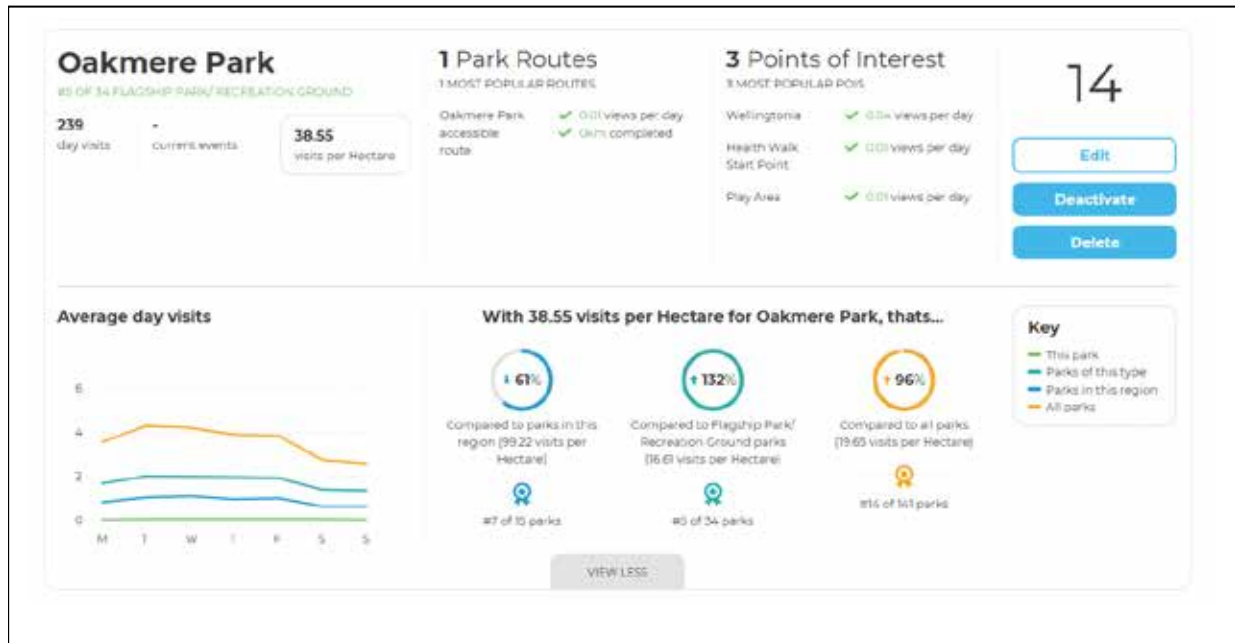 Oakmere Park
#5 OF 34 FLAGSHIP PARK/ RECREATION GROUND
239
day visits
-
current events
38.55
visits per Hectare
1 Park Routes
1 MOST POPULAR ROUTES
Oakmere Park
accessible
route
0.01 views per day
0km completed
3 Points of Interest
3 MOST POPULAR POIS
Wellingtonia
0.04 views per day
Health Walk
Start Point
0.01 views per day
Play Area
0.01 views per day
14
Edit
Deactivate
Delete
Average day visits
6
4
2
0
M T W T F S S
With 38.55 visits per Hectare for Oakmere Park, thats...
61%
Compared to parks in this
region (99.22 visits per
Hectare)
#7 of 15 parks
132%
Compared to Flagship Park/
Recreation Ground parks
(16.61 visits per Hectare)
#5 of 34 parks
96%
Compared to all parks
(19.65 visits per Hectare)
#14 of 141 parks
Key
This park
Parks of this type
Parks in this region
All parks
VIEW LESS